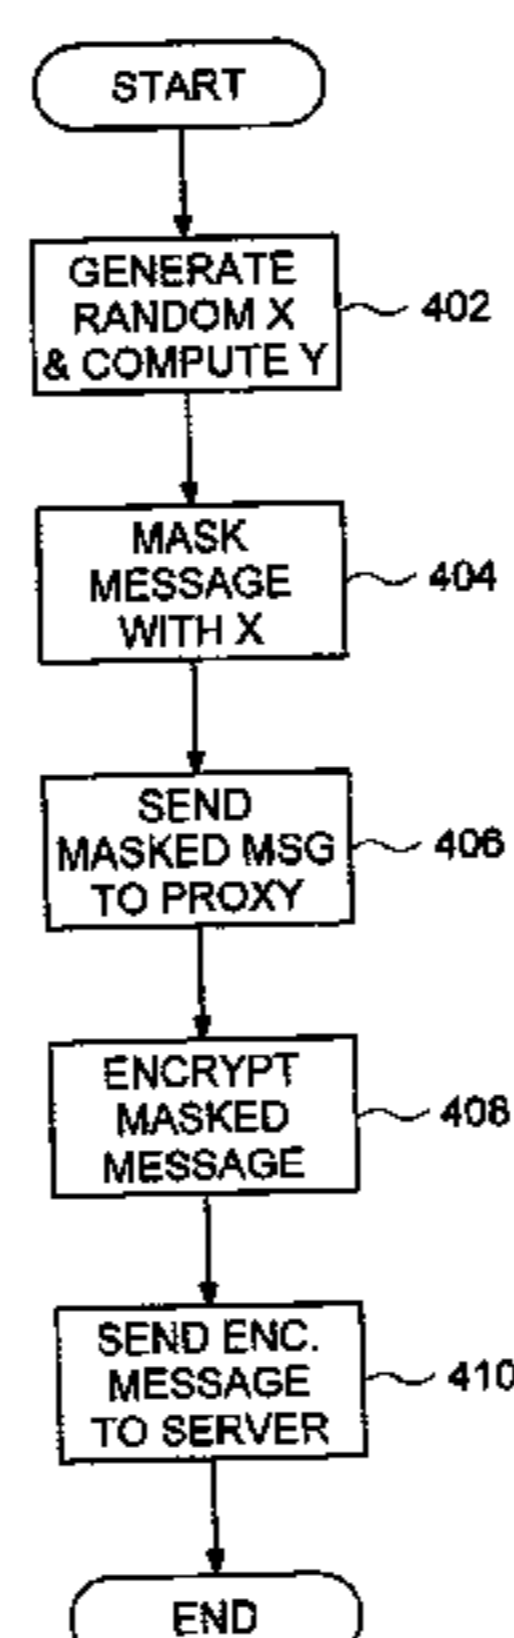 START
GENERATE
RANDOM X
& COMPUTE Y
402
MASK
MESSAGE
WITH X
404
SEND
MASKED MSG
TO PROXY
406
ENCRYPT
MASKED
MESSAGE
408
SEND ENC.
MESSAGE
TO SERVER
410
END